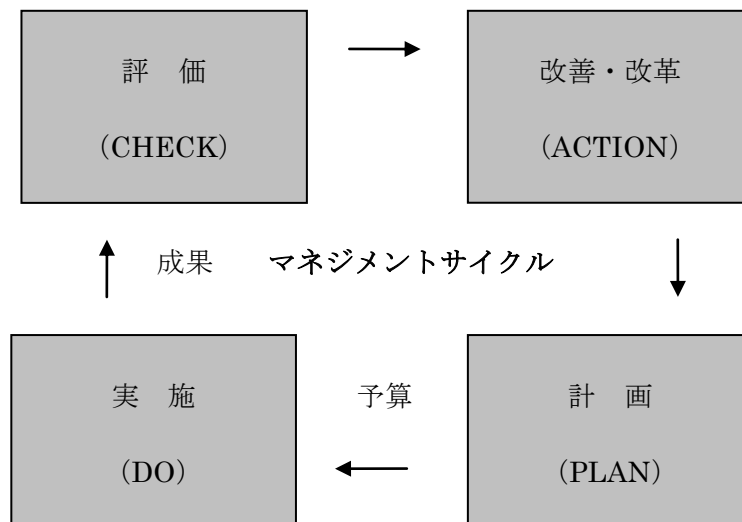 評　価
（CHECK）
改善・改革
（ACTION）
成果
マネジメントサイクル
実　施
（DO）
予算
計　画
（PLAN）